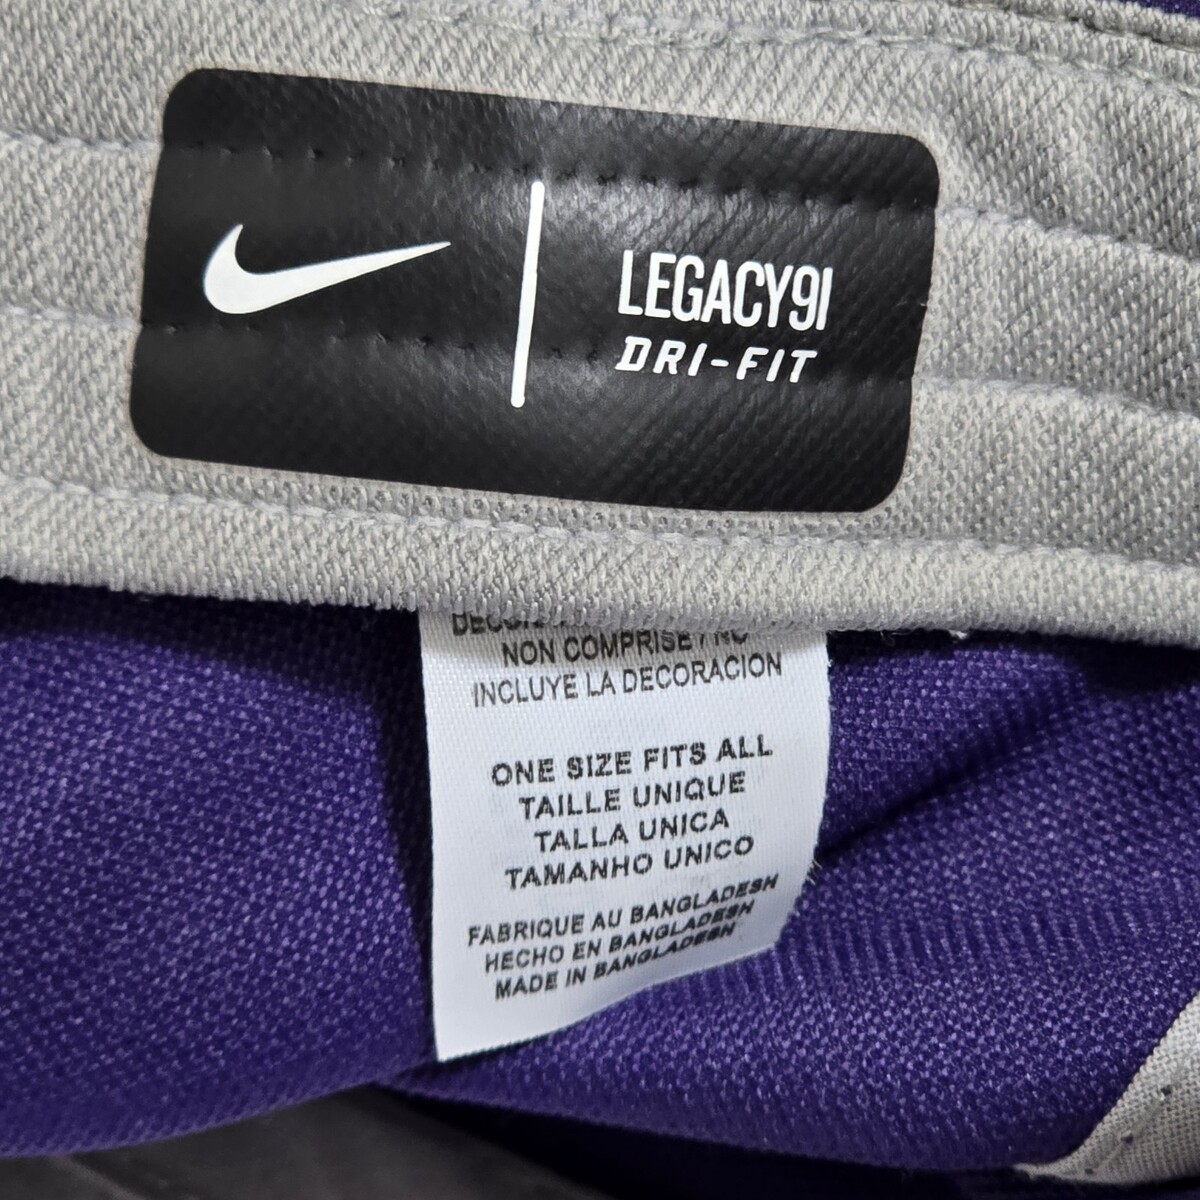 LEGACY91
DRI-FIT
NON COMPRISE / NO
INCLUYE LA DECORACION
ONE SIZE FITS ALL
TAILLE UNIQUE
TALLA UNICA
TAMANHO UNICO
FABRIQUE AU BANGLADESH
HECHO EN BANGLADESH
MADE IN BANGLADESH